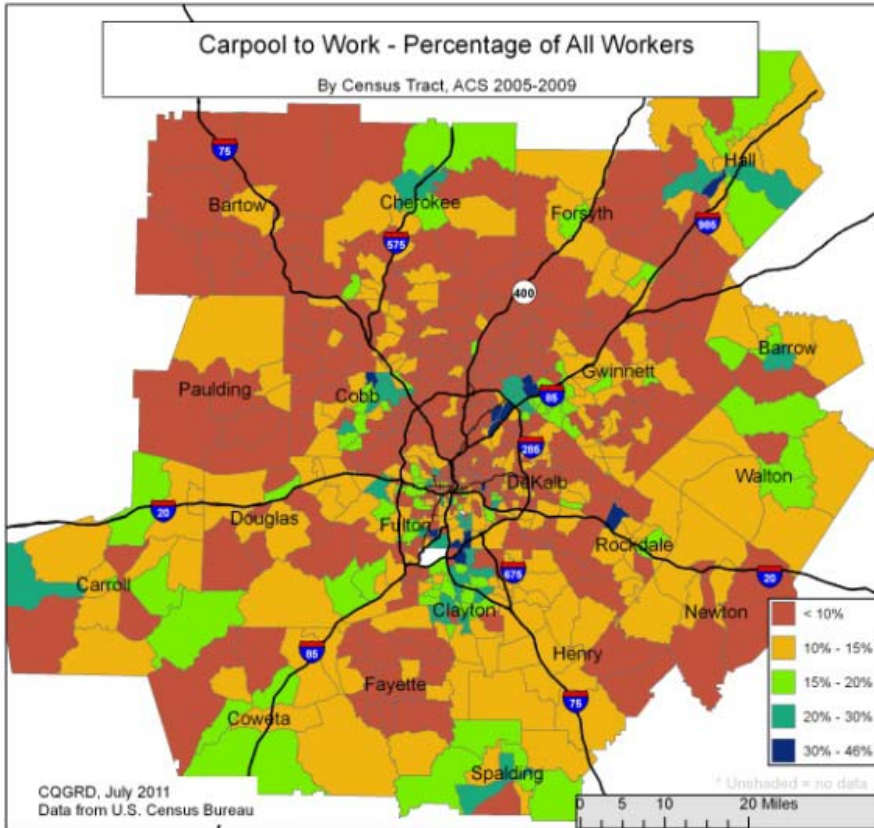 Carpool to Work - Percentage of All Workers
By Census Tract, ACS 2005-2009
75
Hall
Bartow
Cherokee
Forsyth
985
575
400
Barrow
Gwinnett
Paulding
Cobb
85
285
DeKalb
Walton
20
Douglas
Fulton
Rockdale
Carroll
675
20
Clayton
Newton
< 10%
10% - 15%
Henry
85
15% - 20%
Fayette
75
20% - 30%
Coweta
30% - 46%
Spalding
* Unshaded = no data
CQGRD, July 2011
Data from U.S. Census Bureau
0 5 10 20 Miles